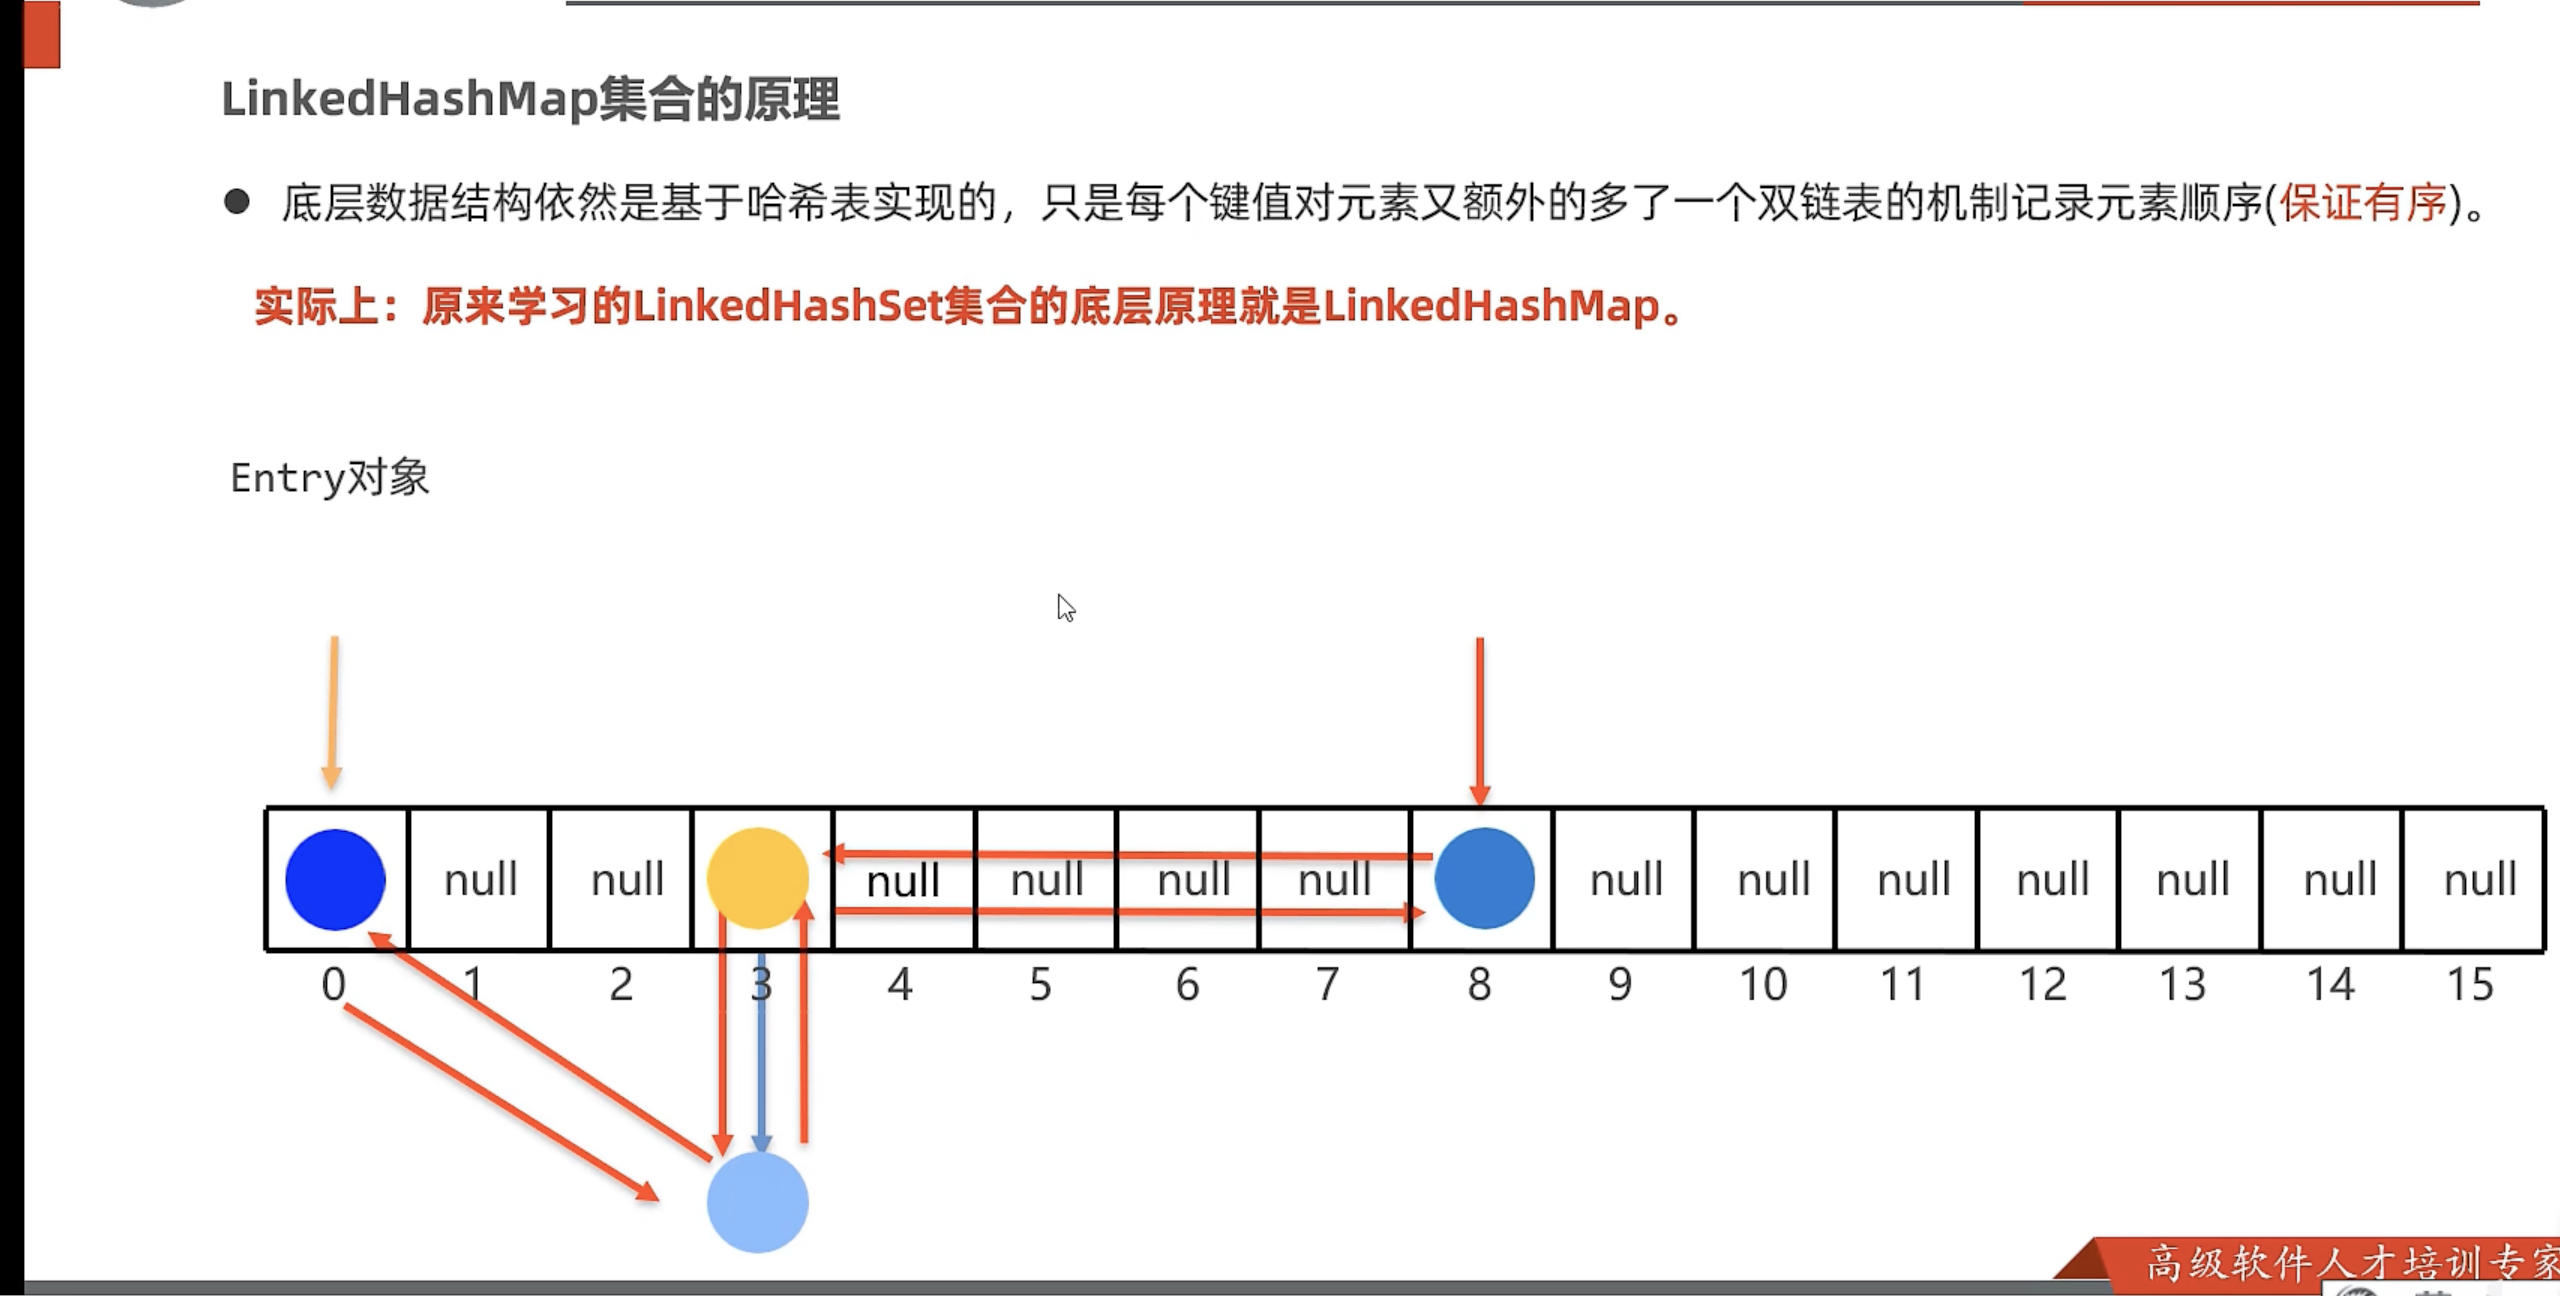 LinkedHashMap集合的原理
● 底层数据结构依然是基于哈希表实现的，只是每个键值对元素又额外的多了一个双链表的机制记录元素顺序(保证有序)。
实际上：原来学习的LinkedHashSet集合的底层原理就是LinkedHashMap。
Entry对象
null null null null null null null null null null null null null
0 1 2 3 4 5 6 7 8 9 10 11 12 13 14 15
高级软件人才培训专家